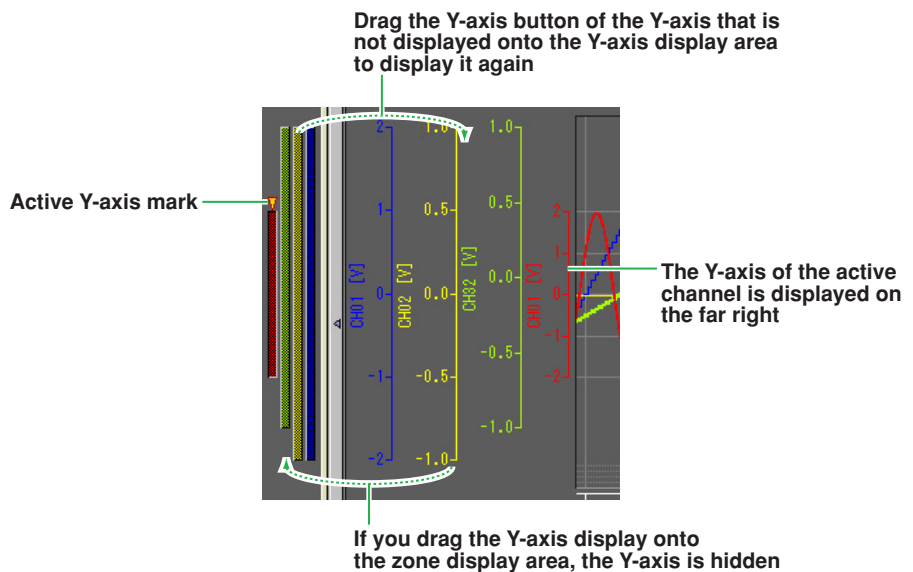 Drag the Y-axis button of the Y-axis that is
not displayed onto the Y-axis display area
to display it again
Active Y-axis mark
2
1
0
-1
-2
CH01 [V]
1.0
0.5
0.0
-0.5
-1.0
CH02 [V]
1.0
0.5
0.0
-0.5
-1.0
CH32 [V]
2
1
0
-1
-2
CH01 [V]
The Y-axis of the active
channel is displayed on
the far right
If you drag the Y-axis display onto
the zone display area, the Y-axis is hidden